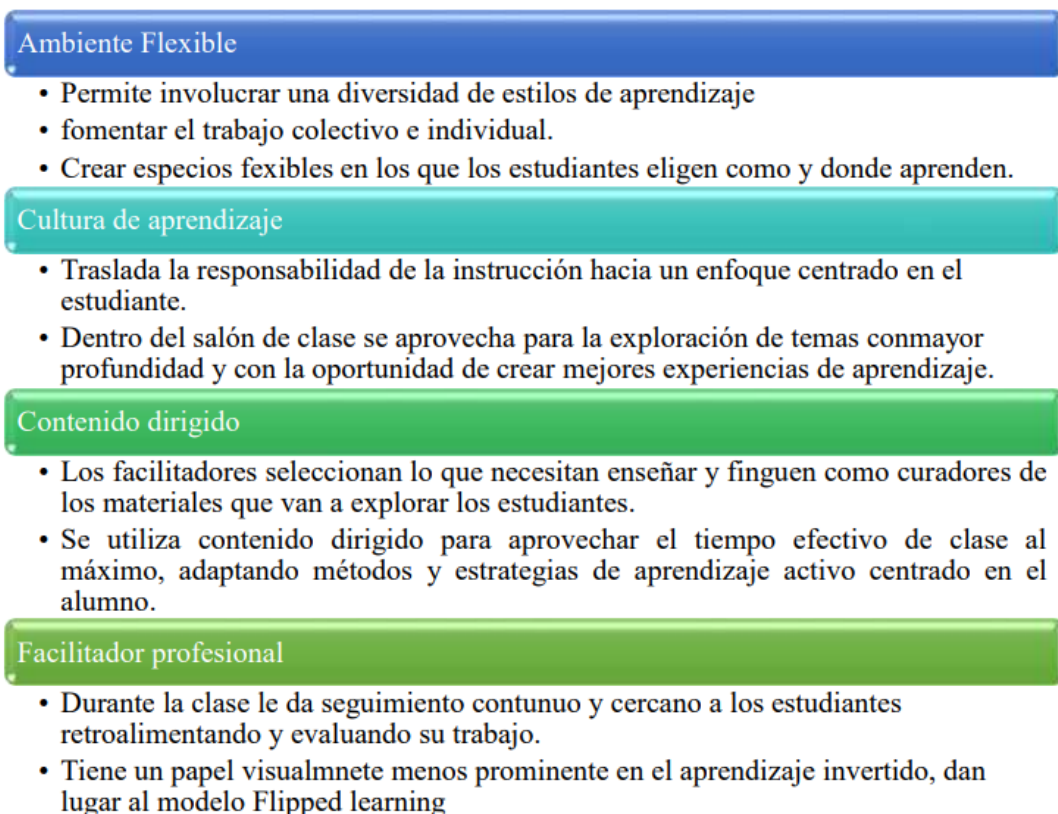 Ambiente Flexible
• Permite involucrar una diversidad de estilos de aprendizaje
• fomentar el trabajo colectivo e individual.
• Crear especios fexibles en los que los estudiantes eligen como y donde aprenden.
Cultura de aprendizaje
• Traslada la responsabilidad de la instrucción hacia un enfoque centrado en el
estudiante.
• Dentro del salón de clase se aprovecha para la exploración de temas conmayor
profundidid y con la oportunidad de crear mejores experiencias de aprendizaje.
Contenido dirigido
• Los facilitadores seleccionan lo que necesitan enseñar y finguen como curadores de
los materiales que van a explorar los estudiantes.
• Se utiliza contenido dirigido para aprovechar el tiempo efectivo de clase al
máximo, adaptando métodos y estrategias de aprendizaje activo centrado en el
alumno.
Facilitador profesional
• Durante la clase le da seguimiento contunuo y cercano a los estudiantes
retroalimentando y evaluando su trabajo.
• Tiene un papel visualmnete menos prominente en el aprendizaje invertido, dan
lugar al modelo Flipped learning